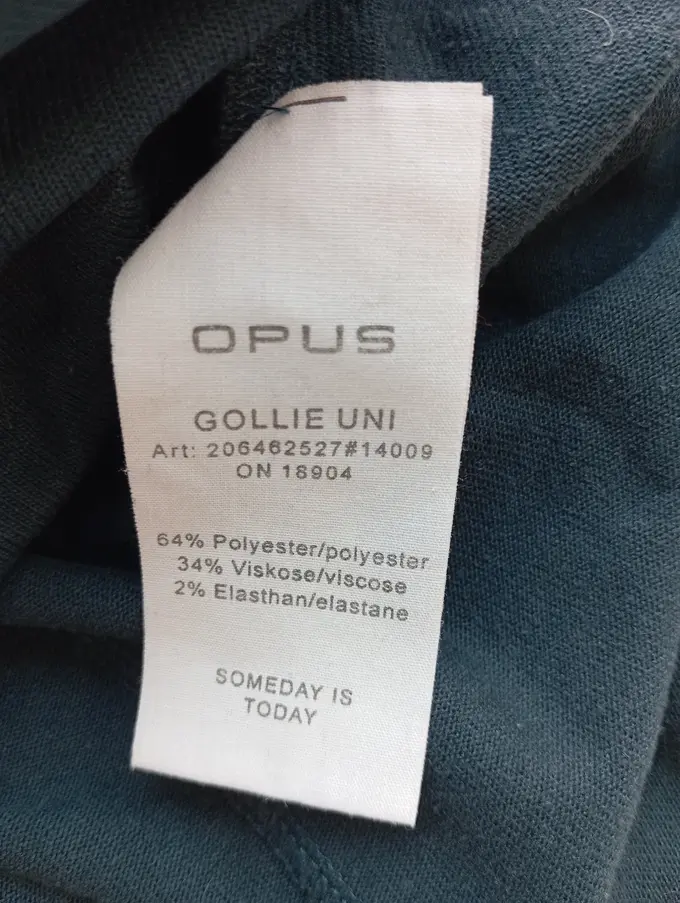 OPUS
GOLLIE UNI
Art: 206462527#14009
ON 18904
64% Polyester/polyester
34% Viskose/viscose
2% Elasthan/elastane
SOMEDAY IS
TODAY